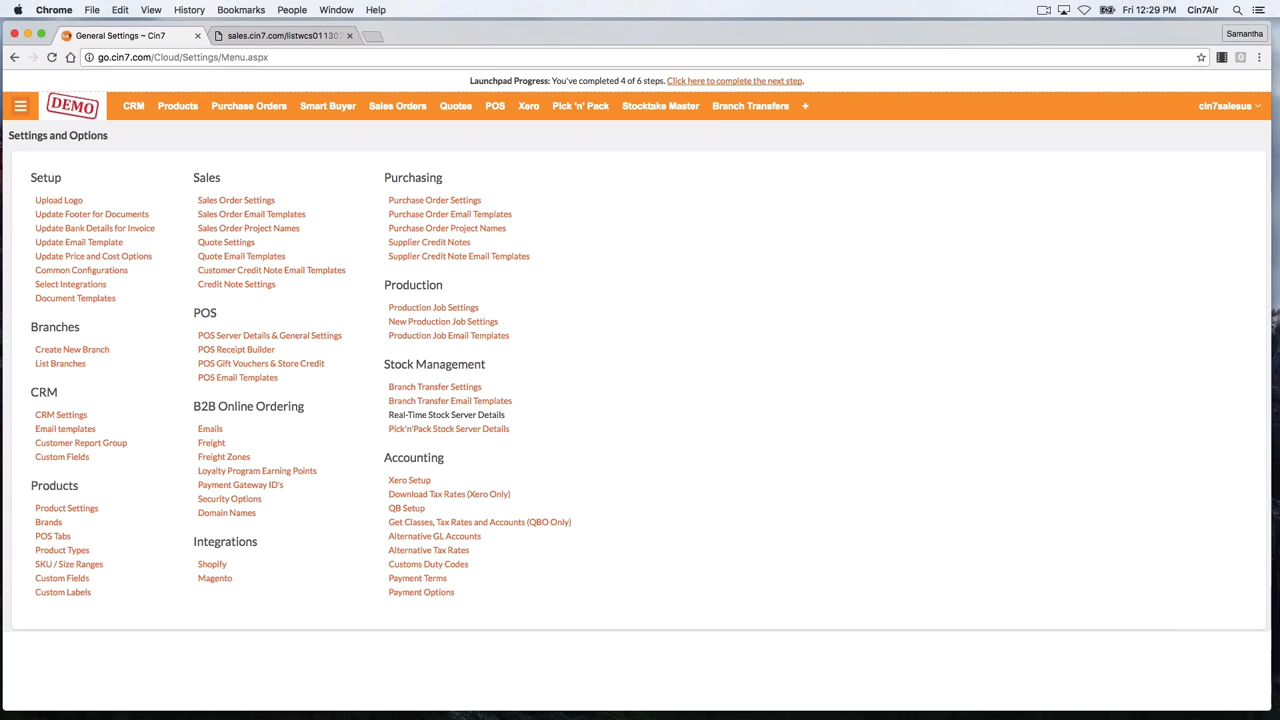 Chrome File Edit View History Bookmarks People Window Help Fri 12:29 PM Cin7Air
General Settings ~ Cin7 sales.cin7.com/listwcs011307 Samantha
go.cin7.com/Cloud/Settings/Menu.aspx
Launchpad Progress: You've completed 4 of 6 steps. Click here to complete the next step.
DEMO CRM Products Purchase Orders Smart Buyer Sales Orders Quotes POS Xero Pick 'n' Pack Stocktake Master Branch Transfers + cin7salesus
Settings and Options
Setup
Upload Logo
Update Footer for Documents
Update Bank Details for Invoice
Update Email Template
Update Price and Cost Options
Common Configurations
Select Integrations
Document Templates
Branches
Create New Branch
List Branches
CRM
CRM Settings
Email templates
Customer Report Group
Custom Fields
Products
Product Settings
Brands
POS Tabs
Product Types
SKU / Size Ranges
Custom Fields
Custom Labels
Sales
Sales Order Settings
Sales Order Email Templates
Sales Order Project Names
Quote Settings
Quote Email Templates
Customer Credit Note Email Templates
Credit Note Settings
POS
POS Server Details & General Settings
POS Receipt Builder
POS Gift Vouchers & Store Credit
POS Email Templates
B2B Online Ordering
Emails
Freight
Freight Zones
Loyalty Program Earning Points
Payment Gateway ID's
Security Options
Domain Names
Integrations
Shopify
Magento
Purchasing
Purchase Order Settings
Purchase Order Email Templates
Purchase Order Project Names
Supplier Credit Notes
Supplier Credit Note Email Templates
Production
Production Job Settings
New Production Job Settings
Production Job Email Templates
Stock Management
Branch Transfer Settings
Branch Transfer Email Templates
Real-Time Stock Server Details
Pick'n'Pack Stock Server Details
Accounting
Xero Setup
Download Tax Rates (Xero Only)
QB Setup
Get Classes, Tax Rates and Accounts (QBO Only)
Alternative GL Accounts
Alternative Tax Rates
Customs Duty Codes
Payment Terms
Payment Options